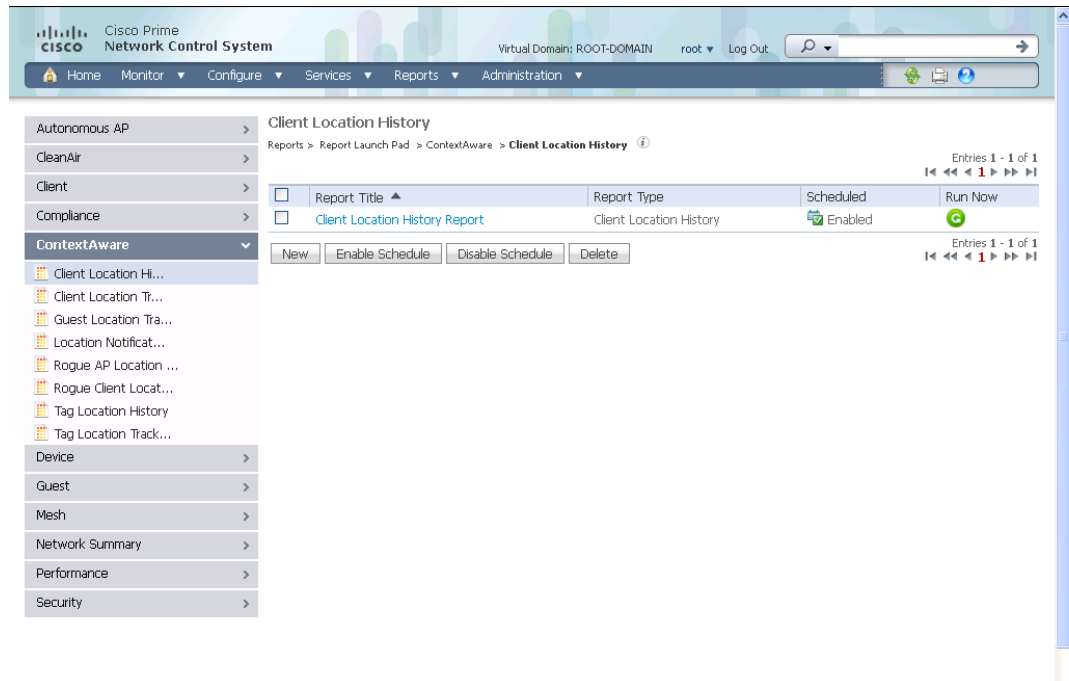 Cisco Prime
CISCO Network Control System
Virtual Domain: ROOT-DOMAIN root Log Out
Home Monitor Configure Services Reports Administration
Autonomous AP
CleanAir
Client
Compliance
ContextAware
Client Location Hi...
Client Location Tr...
Guest Location Tra...
Location Notificat...
Rogue AP Location ...
Rogue Client Locat...
Tag Location History
Tag Location Track...
Device
Guest
Mesh
Network Summary
Performance
Security
Client Location History
Reports > Report Launch Pad > ContextAware > Client Location History i
Entries 1 - 1 of 1
1
Report Title Report Type Scheduled Run Now
Client Location History Report Client Location History Enabled
New Enable Schedule Disable Schedule Delete
Entries 1 - 1 of 1
1